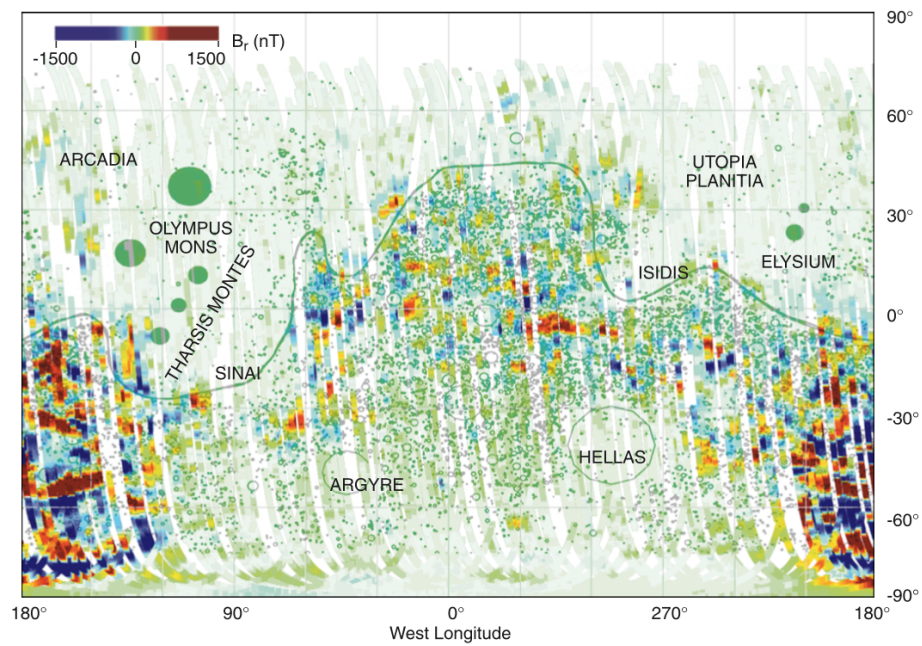 90°
B_r (nT)
-1500 0 1500
60°
ARCADIA
UTOPIA
PLANITIA
30°
OLYMPUS
MONS
ELYSIUM
ISIDIS
THARSIS MONTES
0°
SINAI
-30°
HELLAS
ARGYRE
-60°
-90°
180° 90° 0° 270° 180°
West Longitude